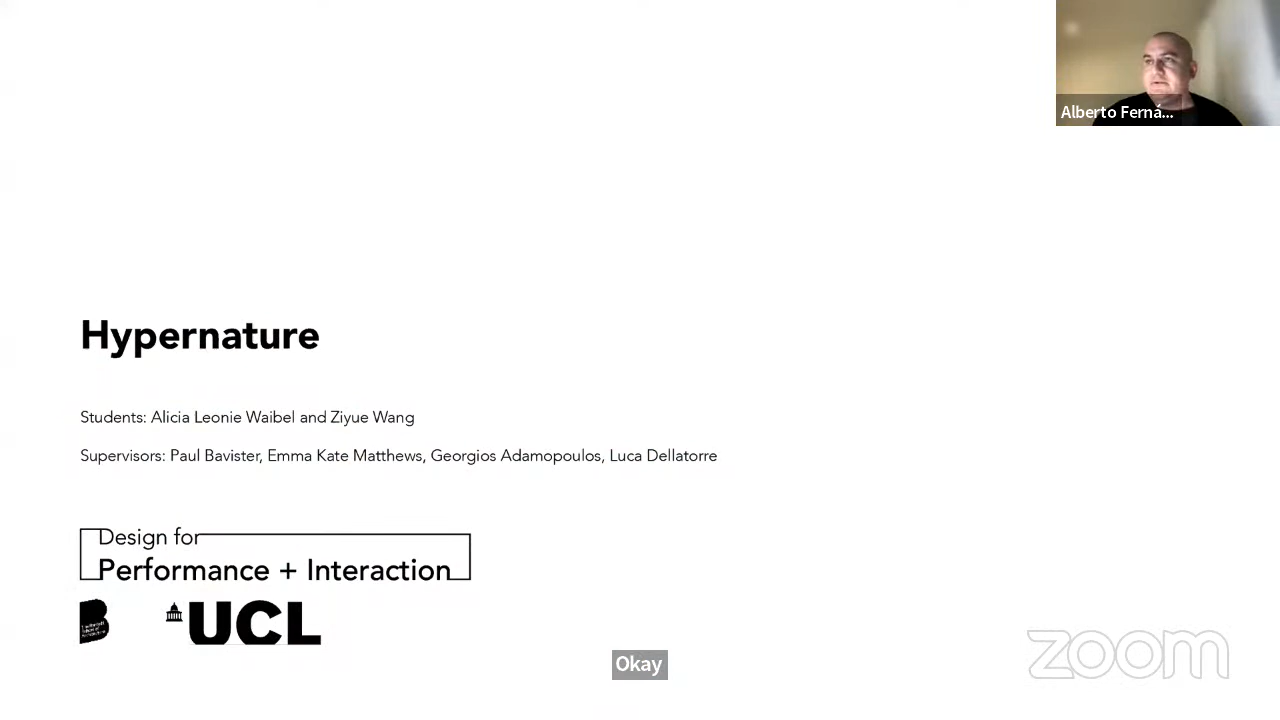 Alberto Ferná...
Hypernature
Students: Alicia Leonie Waibel and Ziyue Wang
Supervisors: Paul Bavister, Emma Kate Matthews, Georgios Adamopoulos, Luca Dellatorre
Design for
Performance + Interaction
B
UCL
Okay
zoom